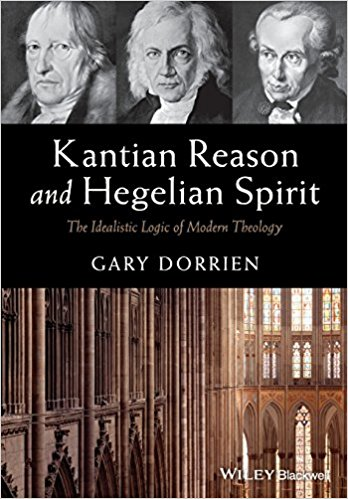 Kantian Reason
and Hegelian Spirit
The Idealistic Logic of Modern Theology
GARY DORRIEN
WILEY Blackwell